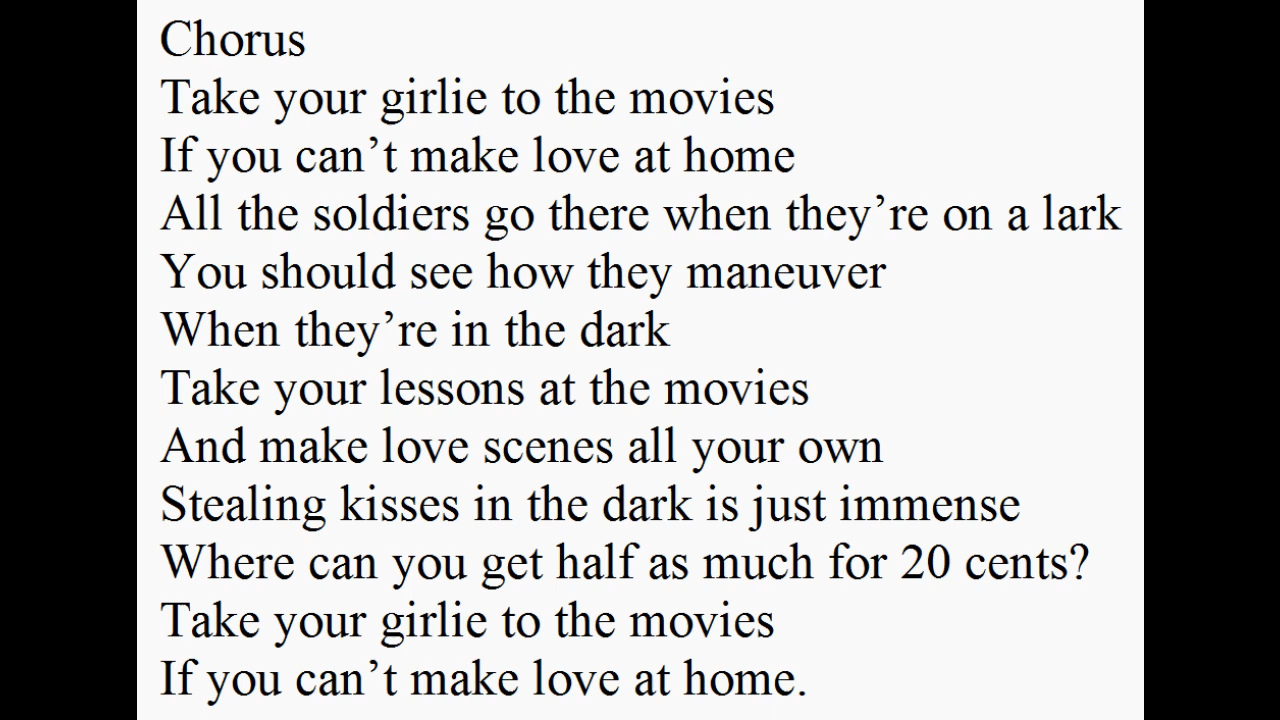 Chorus
Take your girlie to the movies
If you can’t make love at home
All the soldiers go there when they’re on a lark
You should see how they maneuver
When they’re in the dark
Take your lessons at the movies
And make love scenes all your own
Stealing kisses in the dark is just immense
Where can you get half as much for 20 cents?
Take your girlie to the movies
If you can’t make love at home.